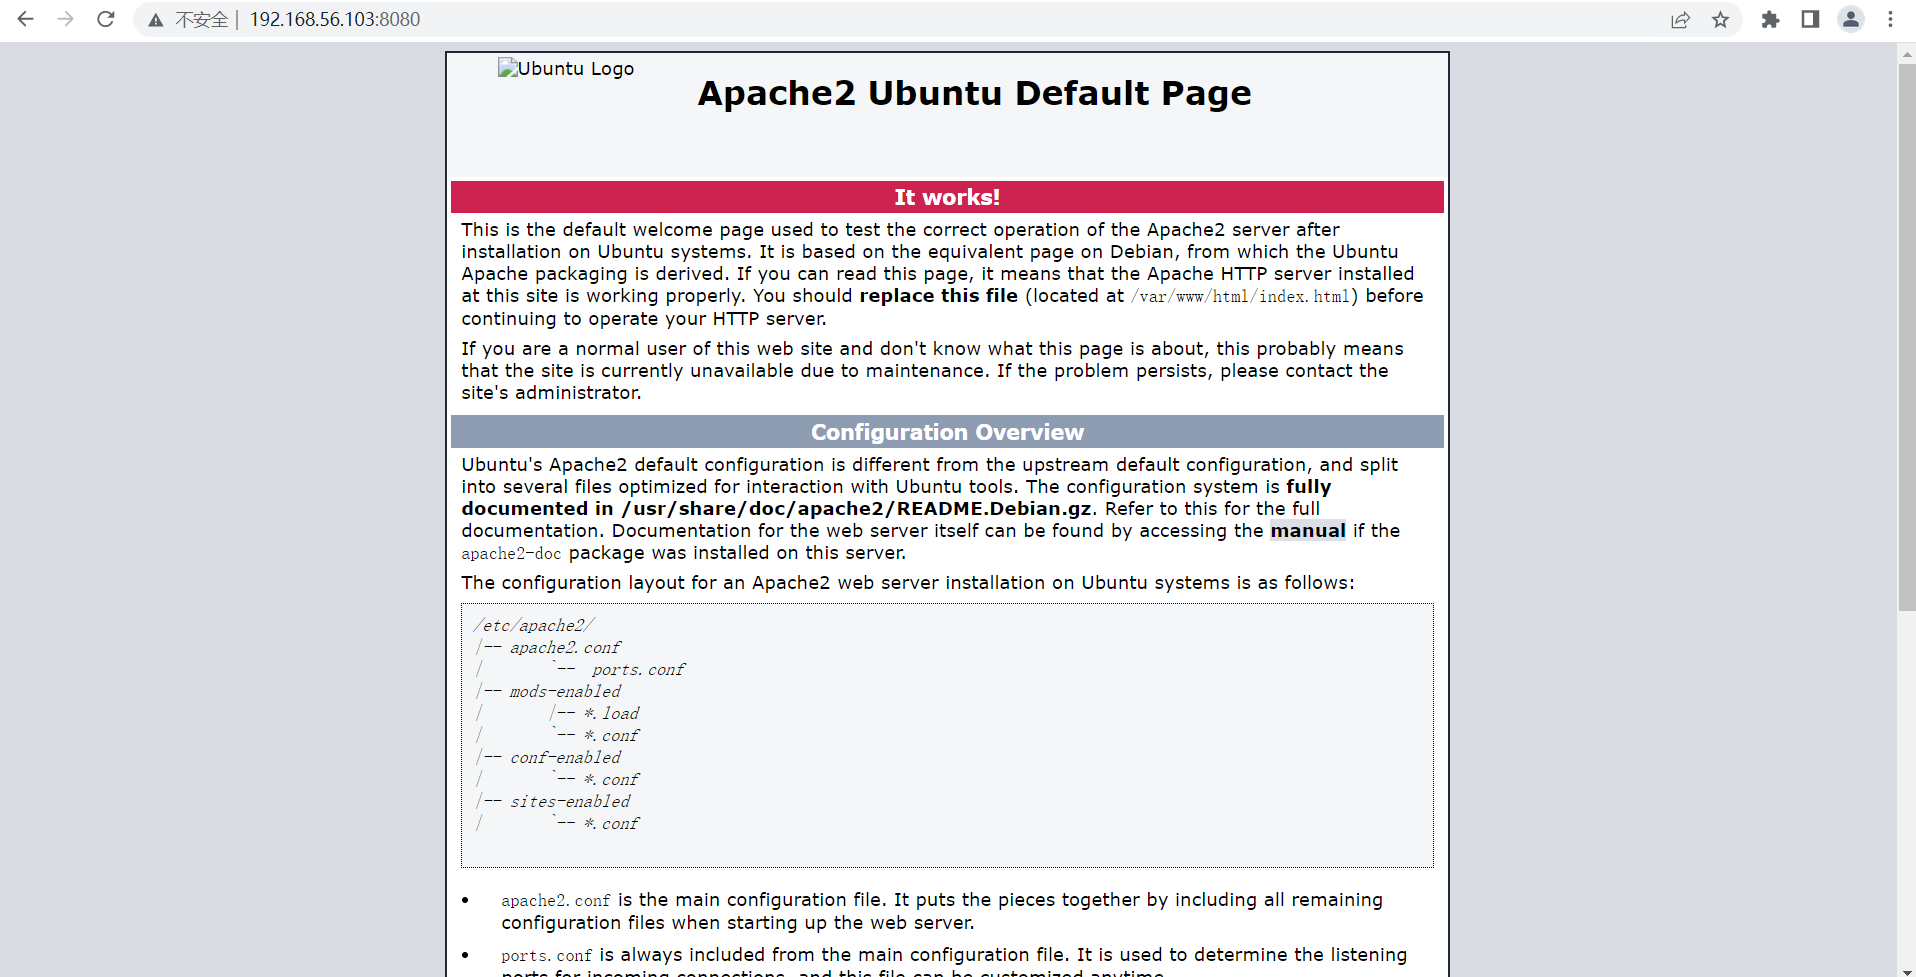 不安全 | 192.168.56.103:8080
Ubuntu Logo
Apache2 Ubuntu Default Page
It works!
This is the default welcome page used to test the correct operation of the Apache2 server after
installation on Ubuntu systems. It is based on the equivalent page on Debian, from which the Ubuntu
Apache packaging is derived. If you can read this page, it means that the Apache HTTP server installed
at this site is working properly. You should replace this file (located at /var/www/html/index.html) before
continuing to operate your HTTP server.
If you are a normal user of this web site and don't know what this page is about, this probably means
that the site is currently unavailable due to maintenance. If the problem persists, please contact the
site's administrator.
Configuration Overview
Ubuntu's Apache2 default configuration is different from the upstream default configuration, and split
into several files optimized for interaction with Ubuntu tools. The configuration system is fully
documented in /usr/share/doc/apache2/README.Debian.gz. Refer to this for the full
documentation. Documentation for the web server itself can be found by accessing the manual if the
apache2-doc package was installed on this server.
The configuration layout for an Apache2 web server installation on Ubuntu systems is as follows:
/etc/apache2/
|-- apache2.conf
|       `--  ports.conf
|-- mods-enabled
|       |-- *.load
|       `-- *.conf
|-- conf-enabled
|       `-- *.conf
|-- sites-enabled
|       `-- *.conf
• apache2.conf is the main configuration file. It puts the pieces together by including all remaining
configuration files when starting up the web server.
• ports.conf is always included from the main configuration file. It is used to determine the listening
ports for incoming connections, and this file can be customized anytime.